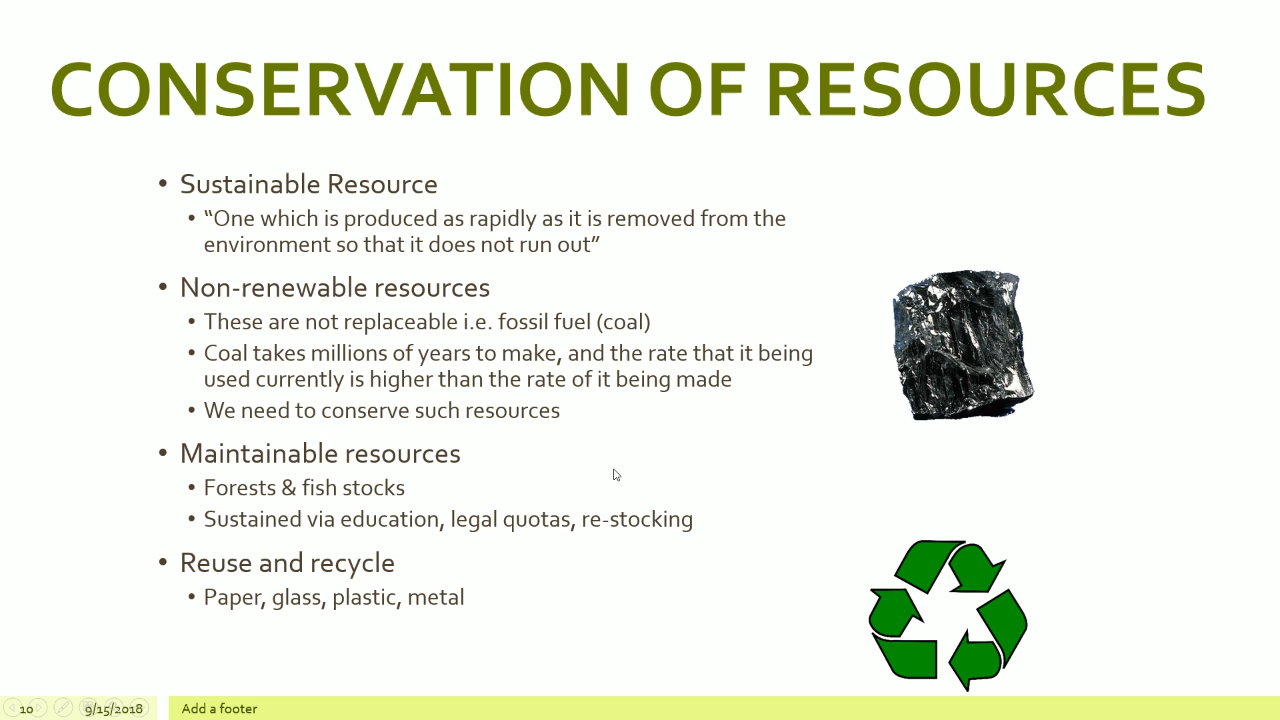 CONSERVATION OF RESOURCES
• Sustainable Resource
• “One which is produced as rapidly as it is removed from the
environment so that it does not run out”
• Non-renewable resources
• These are not replaceable i.e. fossil fuel (coal)
• Coal takes millions of years to make, and the rate that it being
used currently is higher than the rate of it being made
• We need to conserve such resources
• Maintainable resources
• Forests & fish stocks
• Sustained via education, legal quotas, re-stocking
• Reuse and recycle
• Paper, glass, plastic, metal
10 9/15/2018 Add a footer